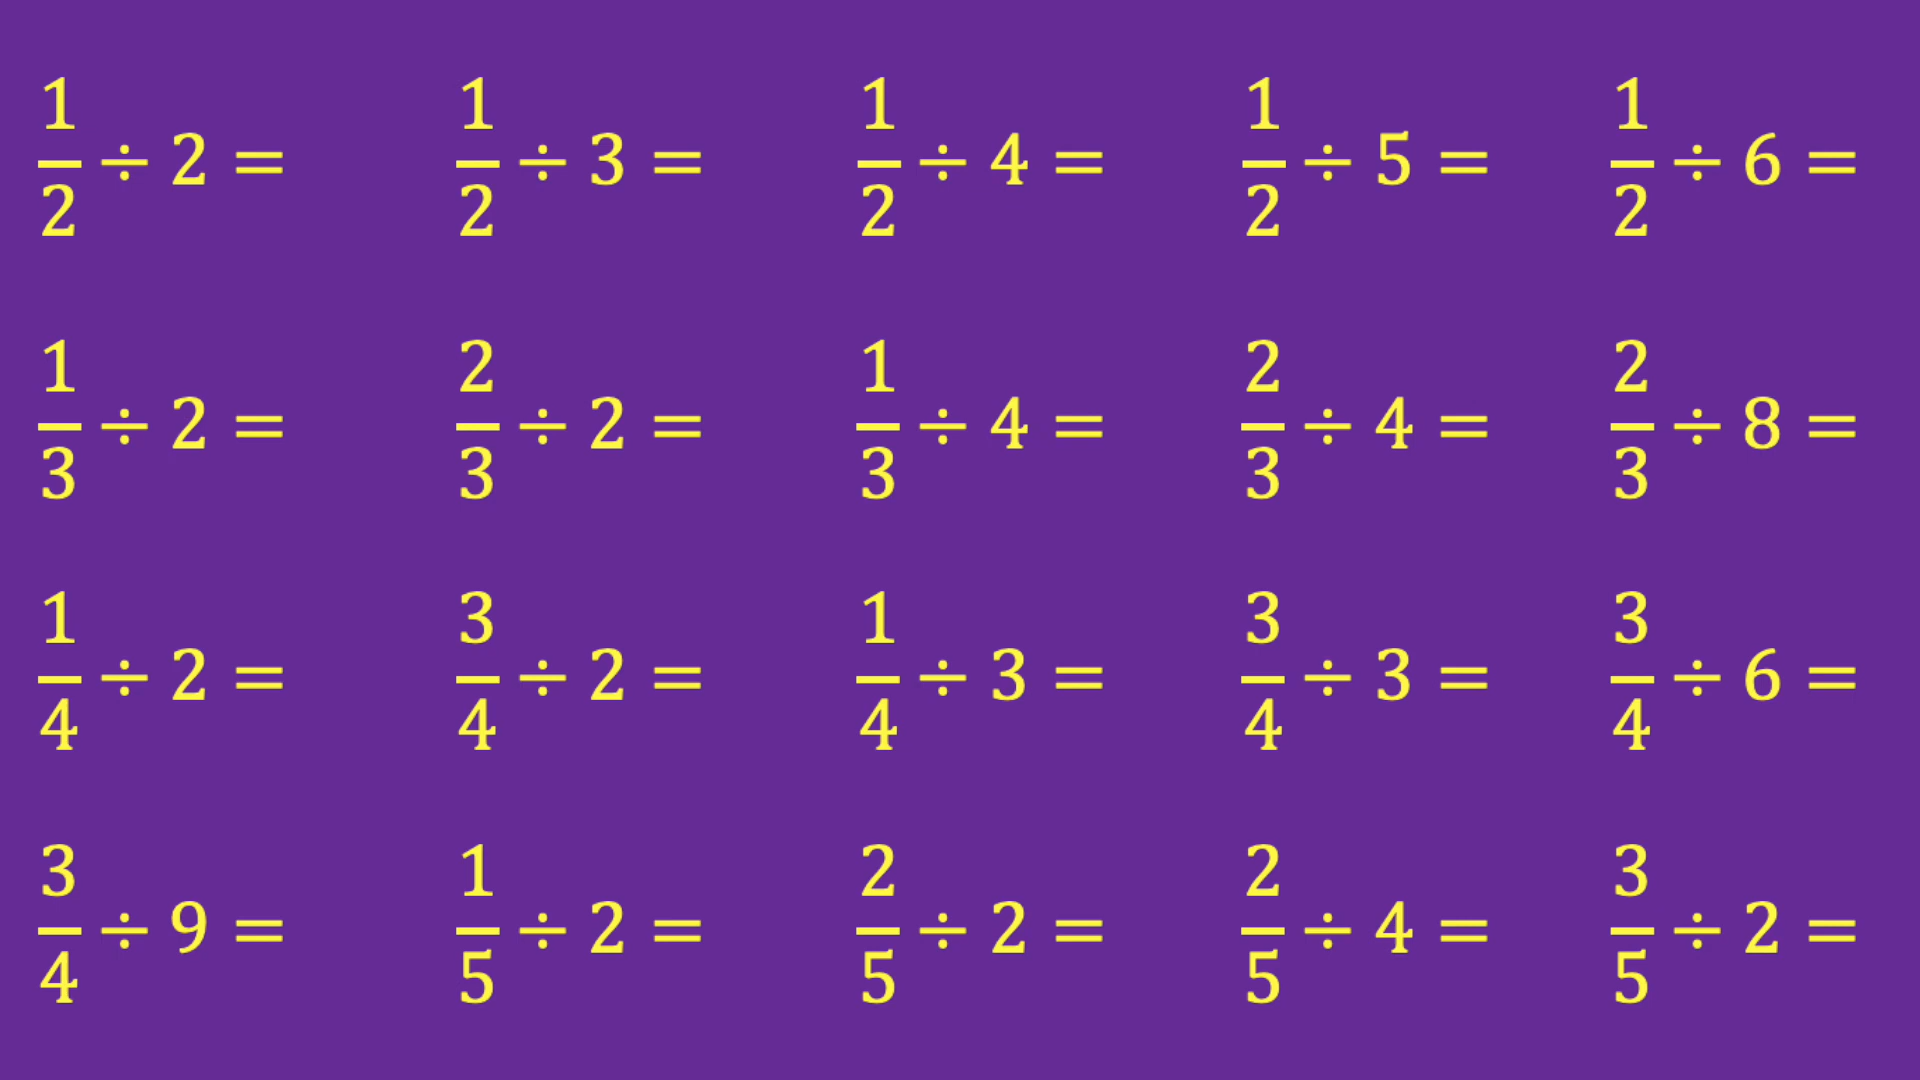 1/2 ÷ 2 = 1/2 ÷ 3 = 1/2 ÷ 4 = 1/2 ÷ 5 = 1/2 ÷ 6 =
1/3 ÷ 2 = 2/3 ÷ 2 = 1/3 ÷ 4 = 2/3 ÷ 4 = 2/3 ÷ 8 =
1/4 ÷ 2 = 3/4 ÷ 2 = 1/4 ÷ 3 = 3/4 ÷ 3 = 3/4 ÷ 6 =
3/4 ÷ 9 = 1/5 ÷ 2 = 2/5 ÷ 2 = 2/5 ÷ 4 = 3/5 ÷ 2 =